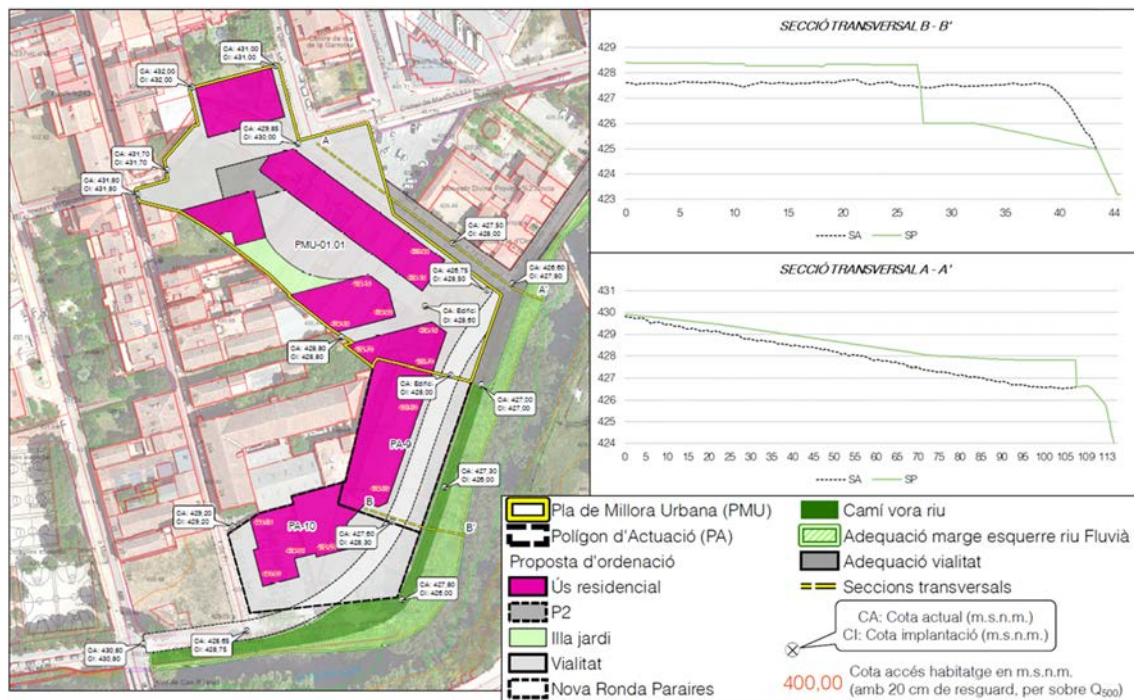 CA: 431,00
CI: 431,00
CA: 432,00
CI: 432,00
CA: 429,85
CI: 430,00
A
CA: 431,70
CI: 431,70
CA: 431,80
CI: 431,80
CA: 427,50
CI: 428,00
PMU-01.01
CA: 426,75
CI: 428,50
CA: 426,60
CI: 427,80
A'
CA: Edifici
CI: 428,60
CA: 428,80
CI: 428,80
CA: Edifici
CI: 428,00
CA: 427,00
CI: 427,00
PA-9
CA: 427,30
CI: 426,00
B
PA-10
CA: 429,20
CI: 429,20
B'
CA: 427,60
CI: 428,30
CA: 427,80
CI: 426,00
CA: 428,65
CI: 428,75
CA: 430,80
CI: 430,80
SECCIÓ TRANSVERSAL B - B'
429
428
427
426
425
424
423
0 5 10 15 20 25 30 35 40 44
SA SP
SECCIÓ TRANSVERSAL A - A'
431
430
429
428
427
426
425
424
0 5 10 15 20 25 30 35 40 45 50 55 60 65 70 75 80 85 90 95 100 105 109 113
SA SP
Pla de Millora Urbana (PMU)
Polígon d'Actuació (PA)
Proposta d'ordenació
Ús residencial
P2
Illa jardí
Vialitat
Nova Ronda Paraires
Camí vora riu
Adequació marge esquerre riu Fluvià
Adequació vialitat
Seccions transversals
CA: Cota actual (m.s.n.m.)
CI: Cota implantació (m.s.n.m.)
400,00 Cota accés habitatge en m.s.n.m.
(amb 20 cm de resguard, per sobre Q500)